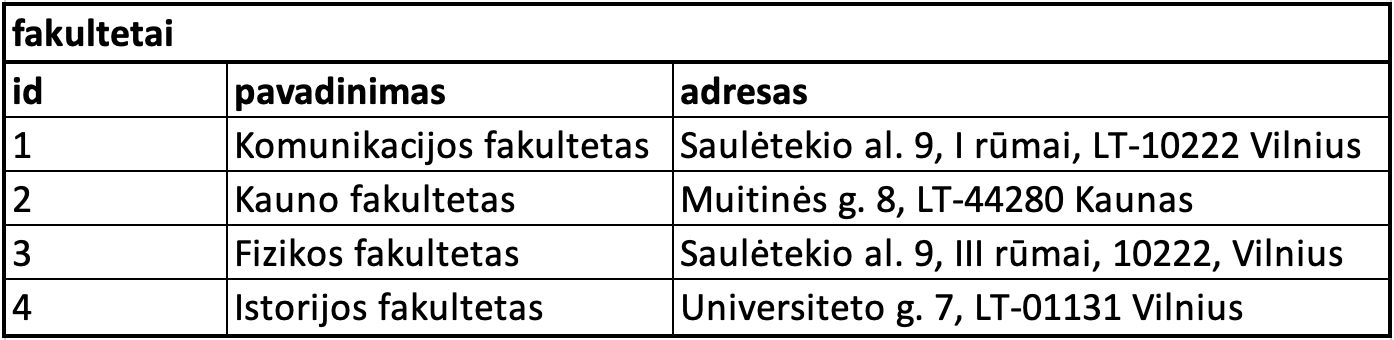 fakultetai
id pavadinimas adresas
1 Komunikacijos fakultetas Saulėtekio al. 9, I rūmai, LT-10222 Vilnius
2 Kauno fakultetas Muitinės g. 8, LT-44280 Kaunas
3 Fizikos fakultetas Saulėtekio al. 9, III rūmai, 10222, Vilnius
4 Istorijos fakultetas Universiteto g. 7, LT-01131 Vilnius